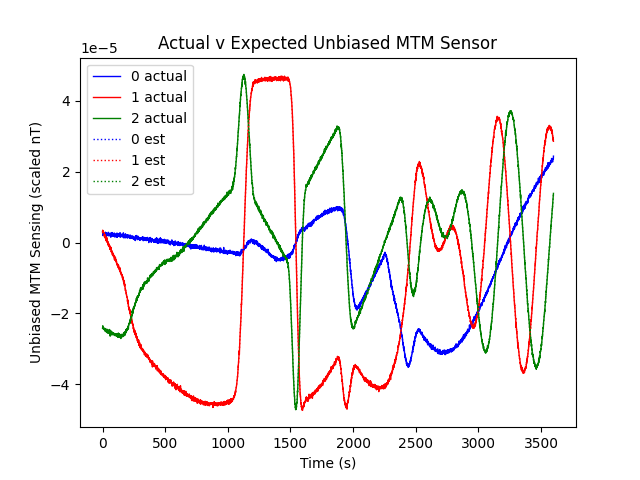 Actual v Expected Unbiased MTM Sensor
1e−5
0 actual
1 actual
2 actual
0 est
1 est
2 est
4
2
0
−2
−4
Unbiased MTM Sensing (scaled nT)
0
500
1000
1500
2000
2500
3000
3500
Time (s)